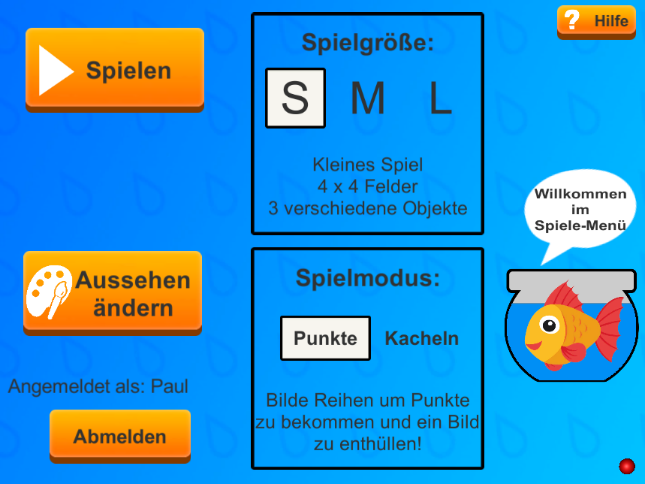 Spielen
Spielgröße:
S M L
Kleines Spiel
4 x 4 Felder
3 verschiedene Objekte
? Hilfe
Willkommen
im
Spiele-Menü
Aussehen
ändern
Spielmodus:
Punkte Kacheln
Bilde Reihen um Punkte
zu bekommen und ein Bild
zu enthüllen!
Angemeldet als: Paul
Abmelden